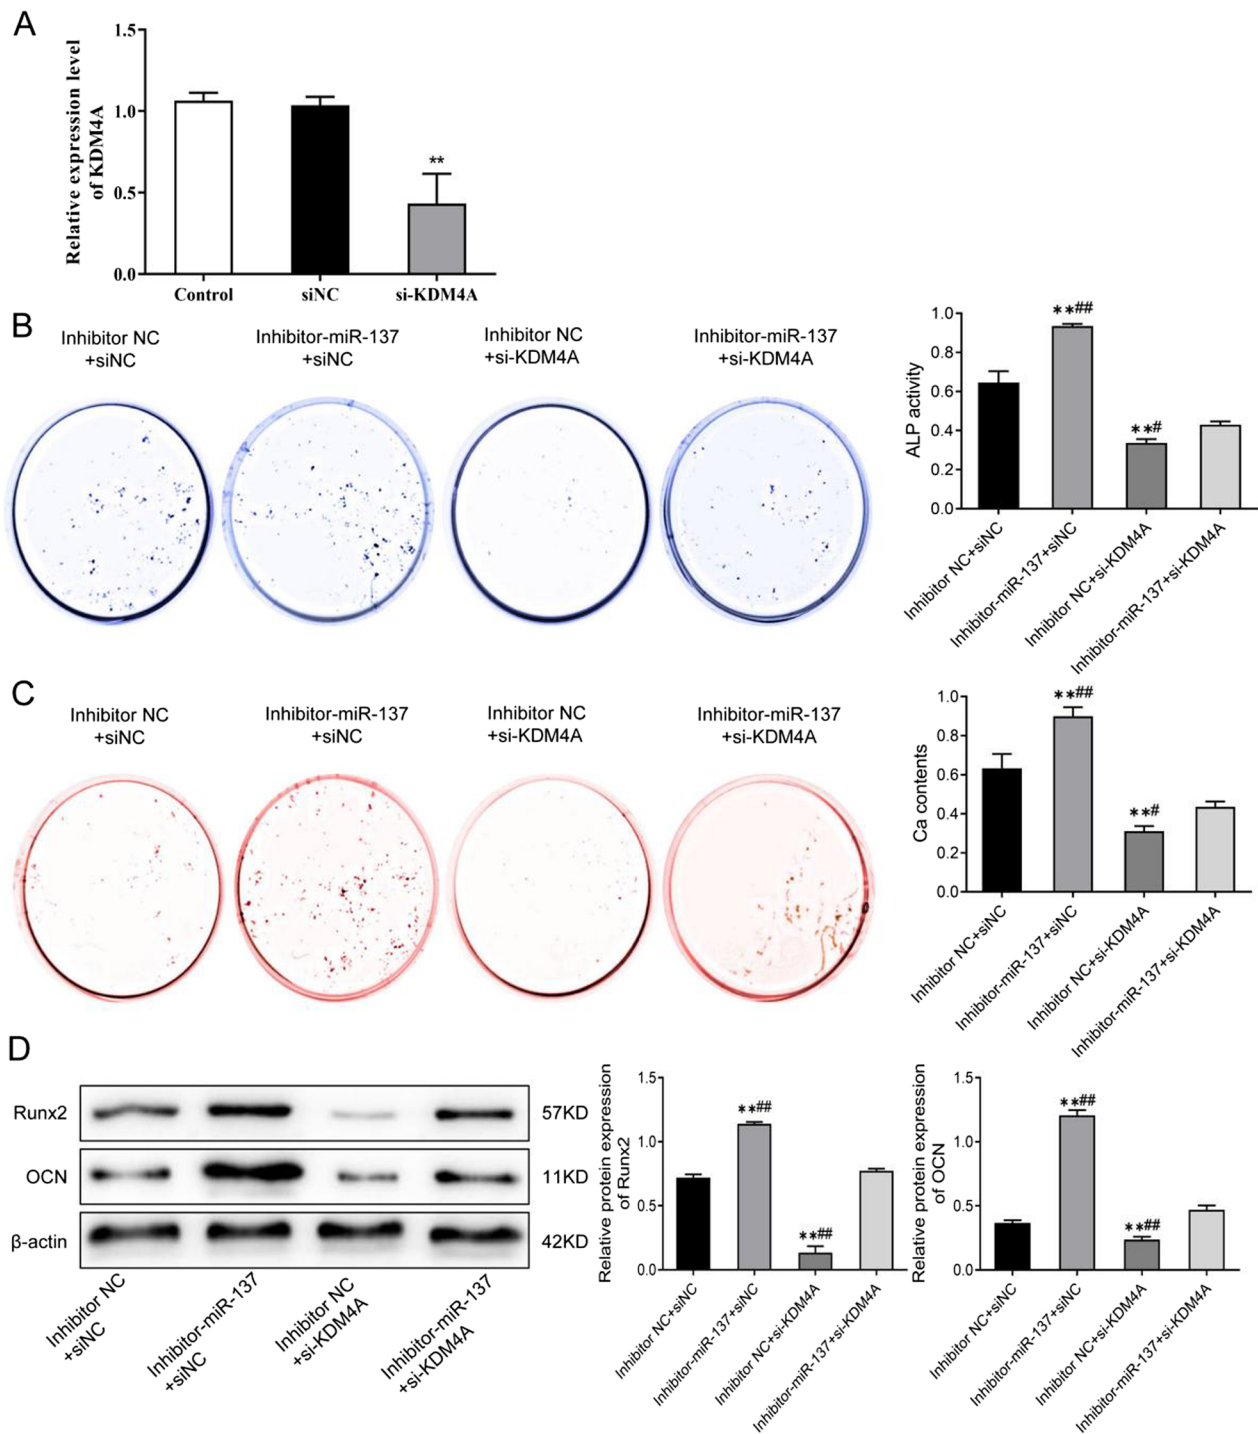 A
Relative expression level
of KDM4A
1.5
1.0
0.5
0.0
**
Control
siNC
si-KDM4A
B
Inhibitor NC
+siNC
Inhibitor-miR-137
+siNC
Inhibitor NC
+si-KDM4A
Inhibitor-miR-137
+si-KDM4A
ALP activity
1.0
0.8
0.6
0.4
0.2
0.0
**##
**#
Inhibitor NC+siNC
Inhibitor-miR-137+siNC
Inhibitor NC+si-KDM4A
Inhibitor-miR-137+si-KDM4A
C
Inhibitor NC
+siNC
Inhibitor-miR-137
+siNC
Inhibitor NC
+si-KDM4A
Inhibitor-miR-137
+si-KDM4A
Ca contents
1.0
0.8
0.6
0.4
0.2
0.0
**##
**#
Inhibitor NC+siNC
Inhibitor-miR-137+siNC
Inhibitor NC+si-KDM4A
Inhibitor-miR-137+si-KDM4A
D
Runx2
57KD
OCN
11KD
β-actin
42KD
Inhibitor NC
+siNC
Inhibitor-miR-137
+siNC
Inhibitor NC
+si-KDM4A
Inhibitor-miR-137
+si-KDM4A
Relative protein expression
of Runx2
1.5
1.0
0.5
0.0
**##
**##
Inhibitor NC+siNC
Inhibitor-miR-137+siNC
Inhibitor NC+si-KDM4A
Inhibitor-miR-137+si-KDM4A
Relative protein expression
of OCN
1.5
1.0
0.5
0.0
**##
**##
Inhibitor NC+siNC
Inhibitor-miR-137+siNC
Inhibitor NC+si-KDM4A
Inhibitor-miR-137+si-KDM4A